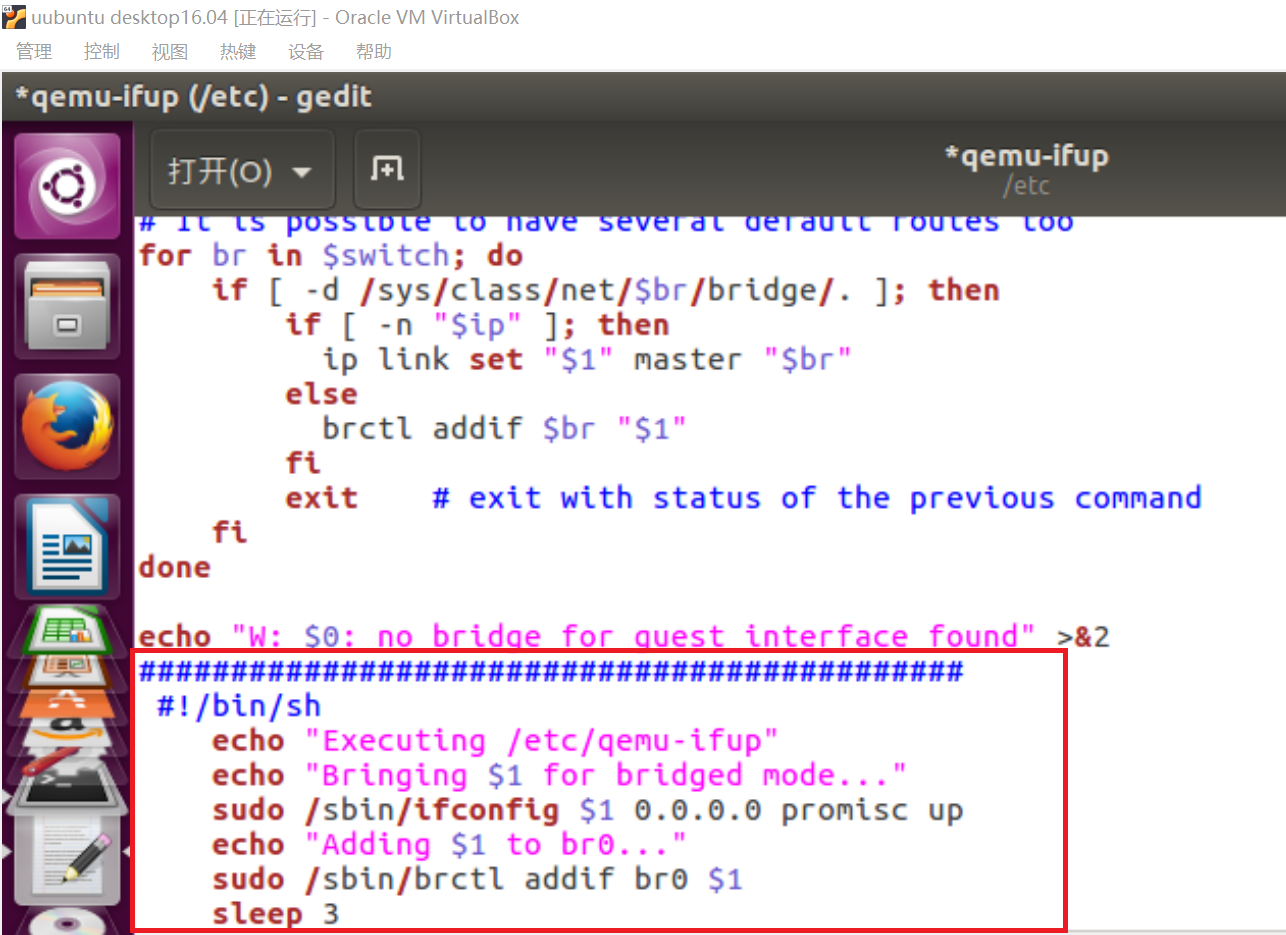 uubuntu desktop16.04 [正在运行] - Oracle VM VirtualBox
管理 控制 视图 热键 设备 帮助
*qemu-ifup (/etc) - gedit
打开(O)
*qemu-ifup
/etc
# It is possible to have several default routes too
for br in $switch; do
    if [ -d /sys/class/net/$br/bridge/. ]; then
        if [ -n "$ip" ]; then
          ip link set "$1" master "$br"
        else
          brctl addif $br "$1"
        fi
        exit    # exit with status of the previous command
    fi
done
echo "W: $0: no bridge for guest interface found" >&2
#############################################
 #!/bin/sh
    echo "Executing /etc/qemu-ifup"
    echo "Bringing $1 for bridged mode..."
    sudo /sbin/ifconfig $1 0.0.0.0 promisc up
    echo "Adding $1 to br0..."
    sudo /sbin/brctl addif br0 $1
    sleep 3